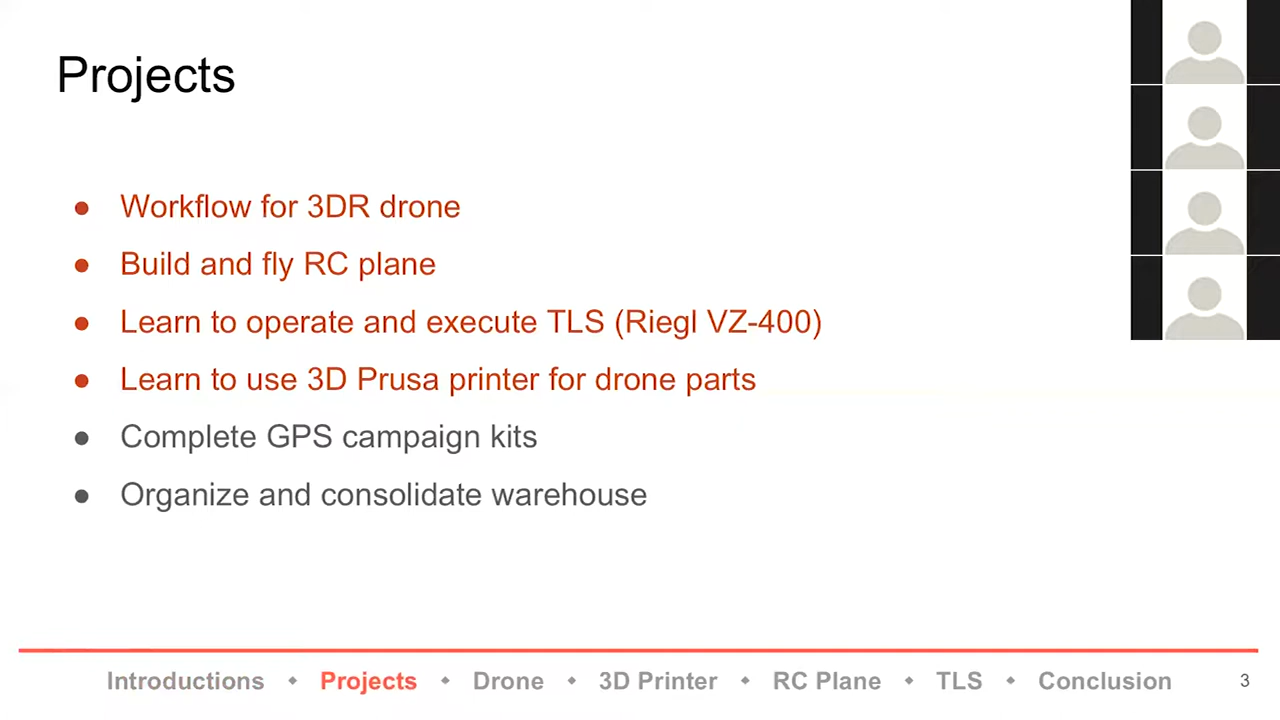 Projects
● Workflow for 3DR drone
● Build and fly RC plane
● Learn to operate and execute TLS (Riegl VZ-400)
● Learn to use 3D Prusa printer for drone parts
● Complete GPS campaign kits
● Organize and consolidate warehouse
Introductions ◆ Projects ◆ Drone ◆ 3D Printer ◆ RC Plane ◆ TLS ◆ Conclusion 3